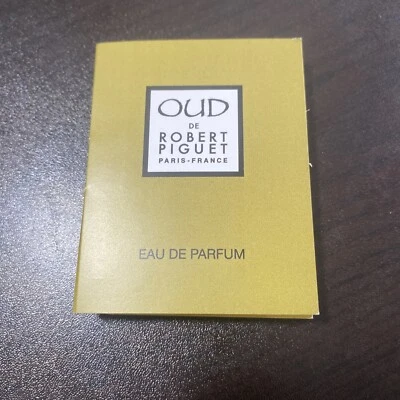 OUD
DE
ROBERT
PIGUET
PARIS-FRANCE
EAU DE PARFUM